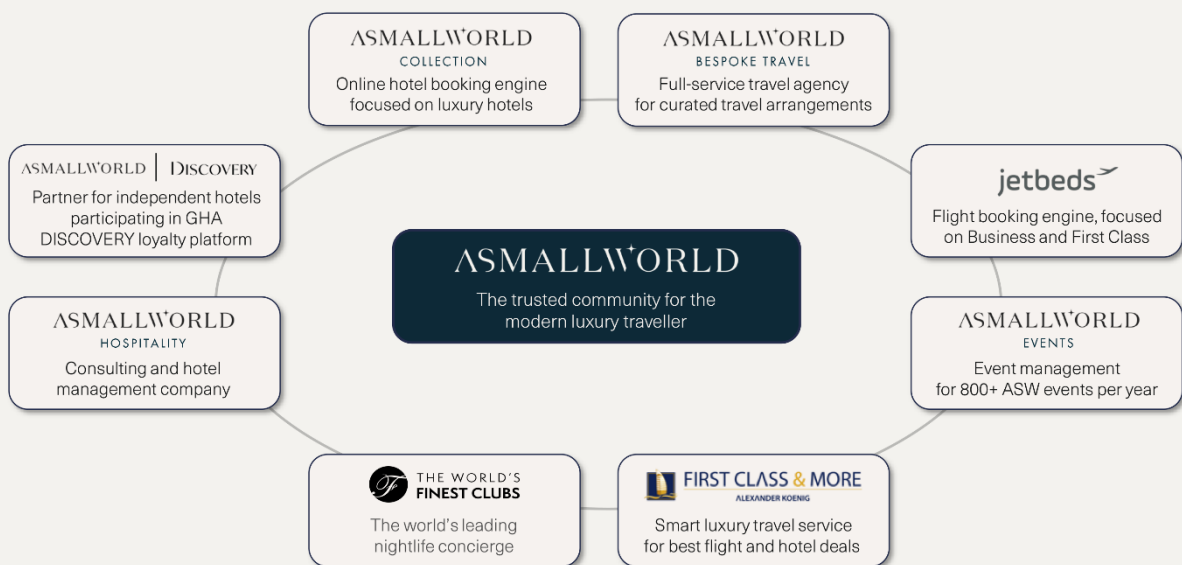 ASMALLWORLD
COLLECTION
Online hotel booking engine
focused on luxury hotels
ASMALLWORLD
BESPOKE TRAVEL
Full-service travel agency
for curated travel arrangements
ASMALLWORLD | DISCOVERY
Partner for independent hotels
participating in GHA
DISCOVERY loyalty platform
jetbeds
Flight booking engine, focused
on Business and First Class
ASMALLWORLD
The trusted community for the
modern luxury traveller
ASMALLWORLD
HOSPITALITY
Consulting and hotel
management company
ASMALLWORLD
EVENTS
Event management
for 800+ ASW events per year
F THE WORLD'S
FINEST CLUBS
The world's leading
nightlife concierge
FIRST CLASS & MORE
ALEXANDER KOENIG
Smart luxury travel service
for best flight and hotel deals